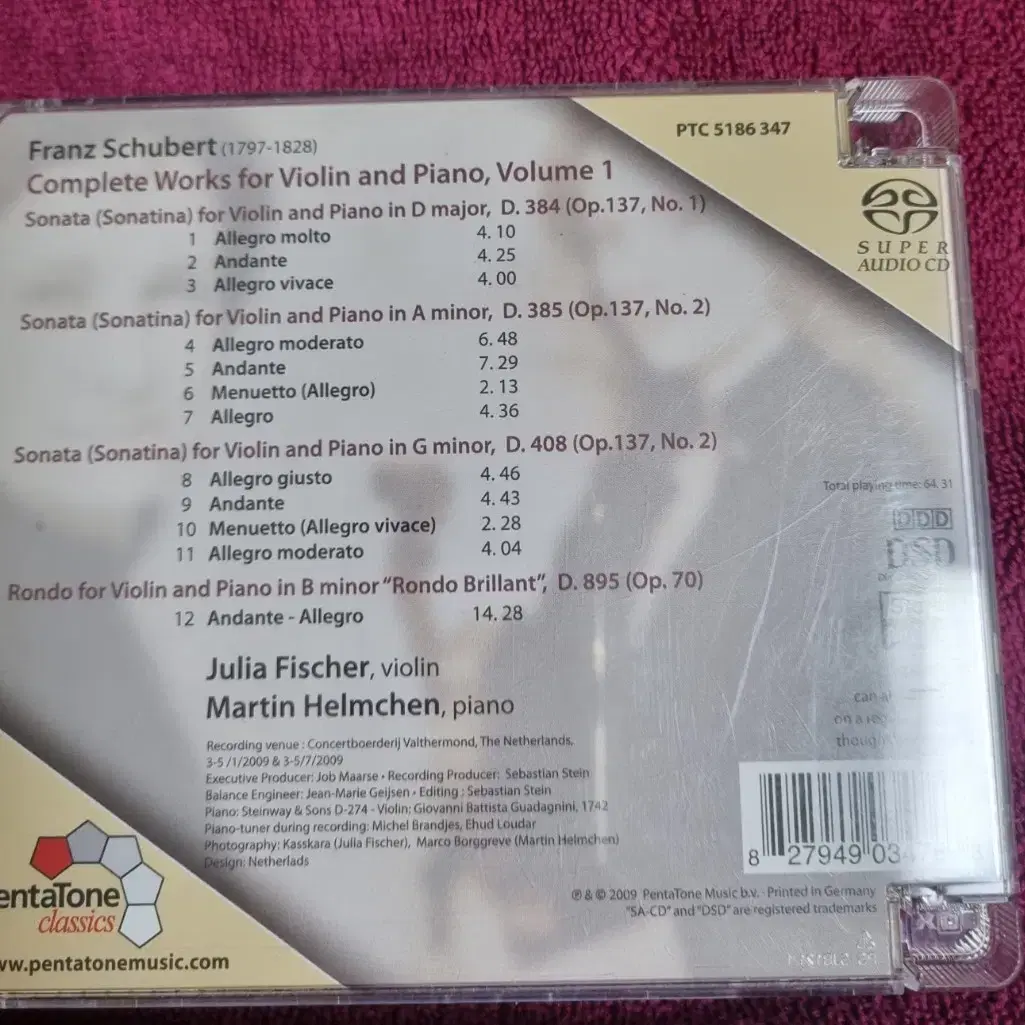 Franz Schubert (1797-1828)
Complete Works for Violin and Piano, Volume 1
PTC 5186 347
SUPER
AUDIO CD
Sonata (Sonatina) for Violin and Piano in D major, D. 384 (Op.137, No. 1)
1 Allegro molto 4. 10
2 Andante 4. 25
3 Allegro vivace 4. 00
Sonata (Sonatina) for Violin and Piano in A minor, D. 385 (Op.137, No. 2)
4 Allegro moderato 6. 48
5 Andante 7. 29
6 Menuetto (Allegro) 2. 13
7 Allegro 4. 36
Sonata (Sonatina) for Violin and Piano in G minor, D. 408 (Op.137, No. 2)
8 Allegro giusto 4. 46
9 Andante 4. 43
10 Menuetto (Allegro vivace) 2. 28
11 Allegro moderato 4. 04
Rondo for Violin and Piano in B minor "Rondo Brillant", D. 895 (Op. 70)
12 Andante - Allegro 14. 28
Total playing time: 64. 31
DDD
DSD
Julia Fischer, violin
Martin Helmchen, piano
Recording venue : Concertboerderij Valthermond, The Netherlands,
3-5 /1/2009 & 3-5/7/2009
Executive Producer: Job Maarse • Recording Producer: Sebastian Stein
Balance Engineer: Jean-Marie Geijsen • Editing : Sebastian Stein
Piano: Steinway & Sons D-274 - Violin: Giovanni Battista Guadagnini, 1742
Piano-tuner during recording: Michel Brandjes, Ehud Loudar
Photography: Kasskara (Julia Fischer), Marco Borggreve (Martin Helmchen)
Design: Netherlads
on a
8 27949 03
℗ & © 2009 PentaTone Music b.v. · Printed in Germany
"SA-CD" and "DSD" are registered trademarks
entaTone
classics
ww.pentatonemusic.com